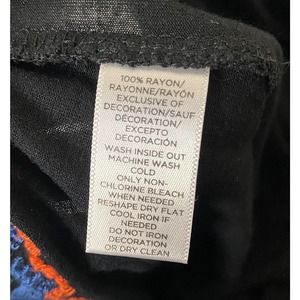 100% RAYON/
RAYONNE/RAYÓN
EXCLUSIVE OF
DECORATION/SAUF
DÉCORATION/
EXCEPTO
DECORACIÓN
WASH INSIDE OUT
MACHINE WASH
COLD
ONLY NON-
CHLORINE BLEACH
WHEN NEEDED
RESHAPE DRY FLAT
COOL IRON IF
NEEDED
DO NOT IRON
DECORATION
OR DRY CLEAN